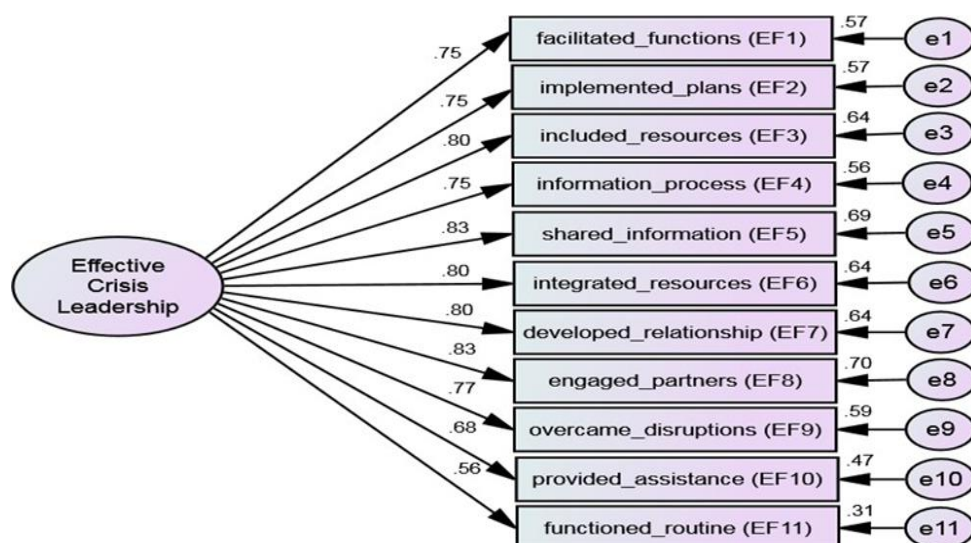 .57
facilitated_functions (EF1)
e1
.75
.57
implemented_plans (EF2)
e2
.75
.64
included_resources (EF3)
e3
.80
.56
information_process (EF4)
e4
.75
.69
shared_information (EF5)
e5
.83
Effective
Crisis
Leadership
.64
integrated_resources (EF6)
e6
.80
.64
developed_relationship (EF7)
e7
.80
.70
engaged_partners (EF8)
e8
.83
.59
overcame_disruptions (EF9)
e9
.77
.47
provided_assistance (EF10)
e10
.68
.31
functioned_routine (EF11)
e11
.56